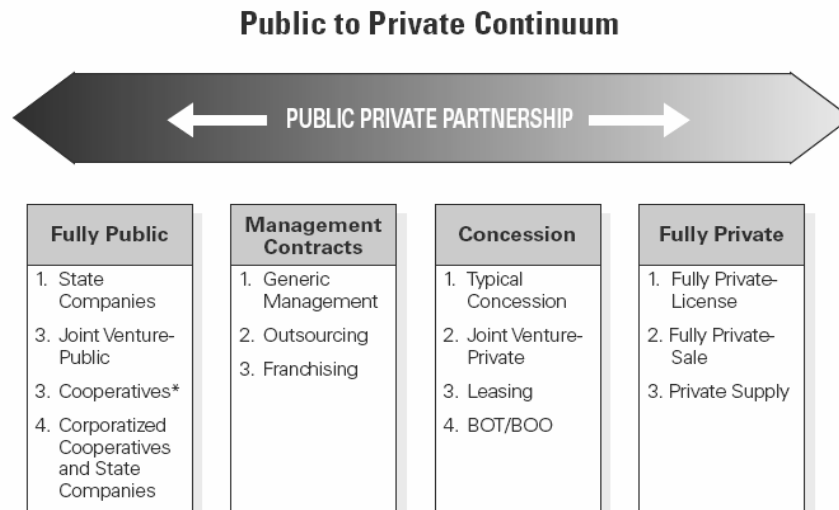 Public to Private Continuum
PUBLIC PRIVATE PARTNERSHIP
Fully Public
1. State
Companies
3. Joint Venture-
Public
3. Cooperatives*
4. Corporatized
Cooperatives
and State
Companies
Management
Contracts
1. Generic
Management
2. Outsourcing
3. Franchising
Concession
1. Typical
Concession
2. Joint Venture-
Private
3. Leasing
4. BOT/BOO
Fully Private
1. Fully Private-
License
2. Fully Private-
Sale
3. Private Supply